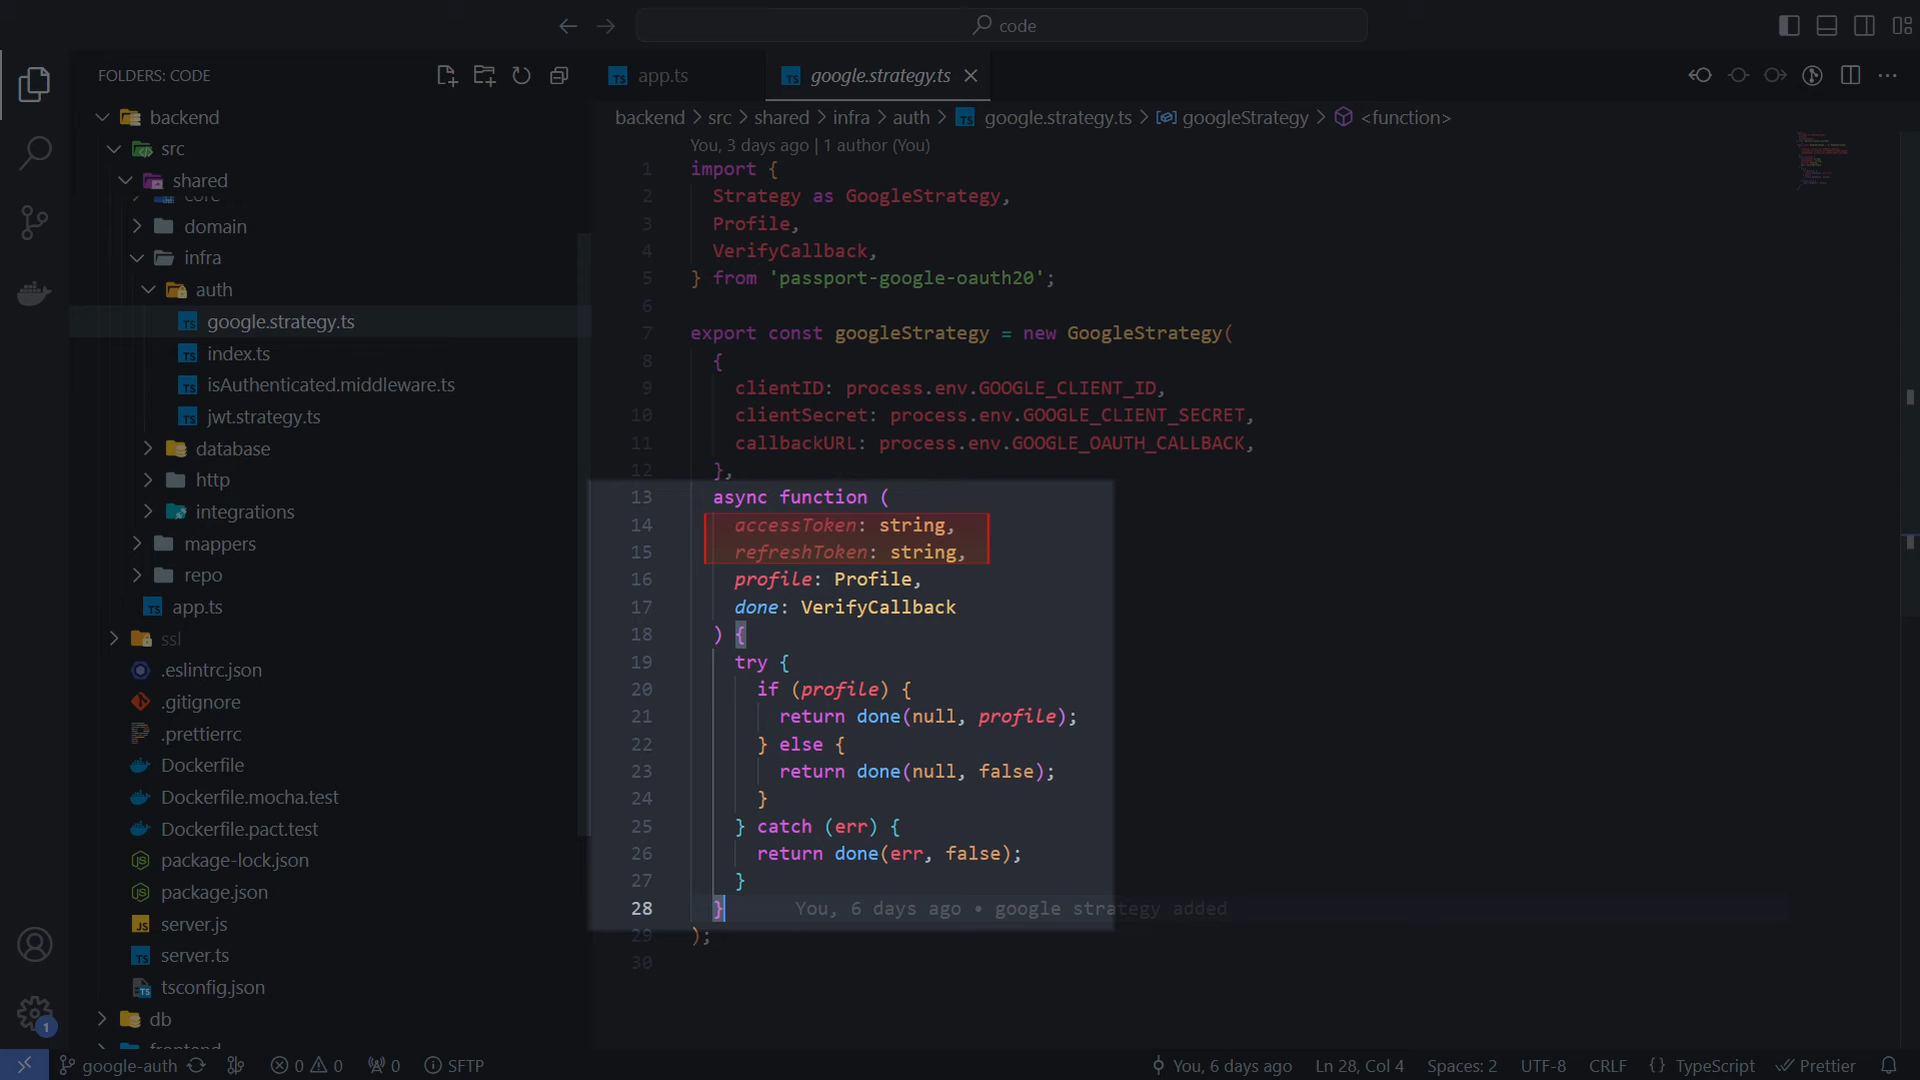 code
FOLDERS: CODE
backend
src
shared
core
domain
infra
auth
google.strategy.ts
index.ts
isAuthenticated.middleware.ts
jwt.strategy.ts
database
http
integrations
mappers
repo
app.ts
ssl
.eslintrc.json
.gitignore
.prettierrc
Dockerfile
Dockerfile.mocha.test
Dockerfile.pact.test
package-lock.json
package.json
server.js
server.ts
tsconfig.json
db
frontend
app.ts
google.strategy.ts
backend > src > shared > infra > auth > google.strategy.ts > googleStrategy > <function>
You, 3 days ago | 1 author (You)
1 import {
2 Strategy as GoogleStrategy,
3 Profile,
4 VerifyCallback,
5 } from 'passport-google-oauth20';
6
7 export const googleStrategy = new GoogleStrategy(
8 {
9 clientID: process.env.GOOGLE_CLIENT_ID,
10 clientSecret: process.env.GOOGLE_CLIENT_SECRET,
11 callbackURL: process.env.GOOGLE_OAUTH_CALLBACK,
12 },
13 async function (
14 accessToken: string,
15 refreshToken: string,
16 profile: Profile,
17 done: VerifyCallback
18 ) {
19 try {
20 if (profile) {
21 return done(null, profile);
22 } else {
23 return done(null, false);
24 }
25 } catch (err) {
26 return done(err, false);
27 }
28 } You, 6 days ago • google strategy added
29 );
30
1
google-auth 0 0 0 SFTP You, 6 days ago Ln 28, Col 4 Spaces: 2 UTF-8 CRLF {} TypeScript Prettier